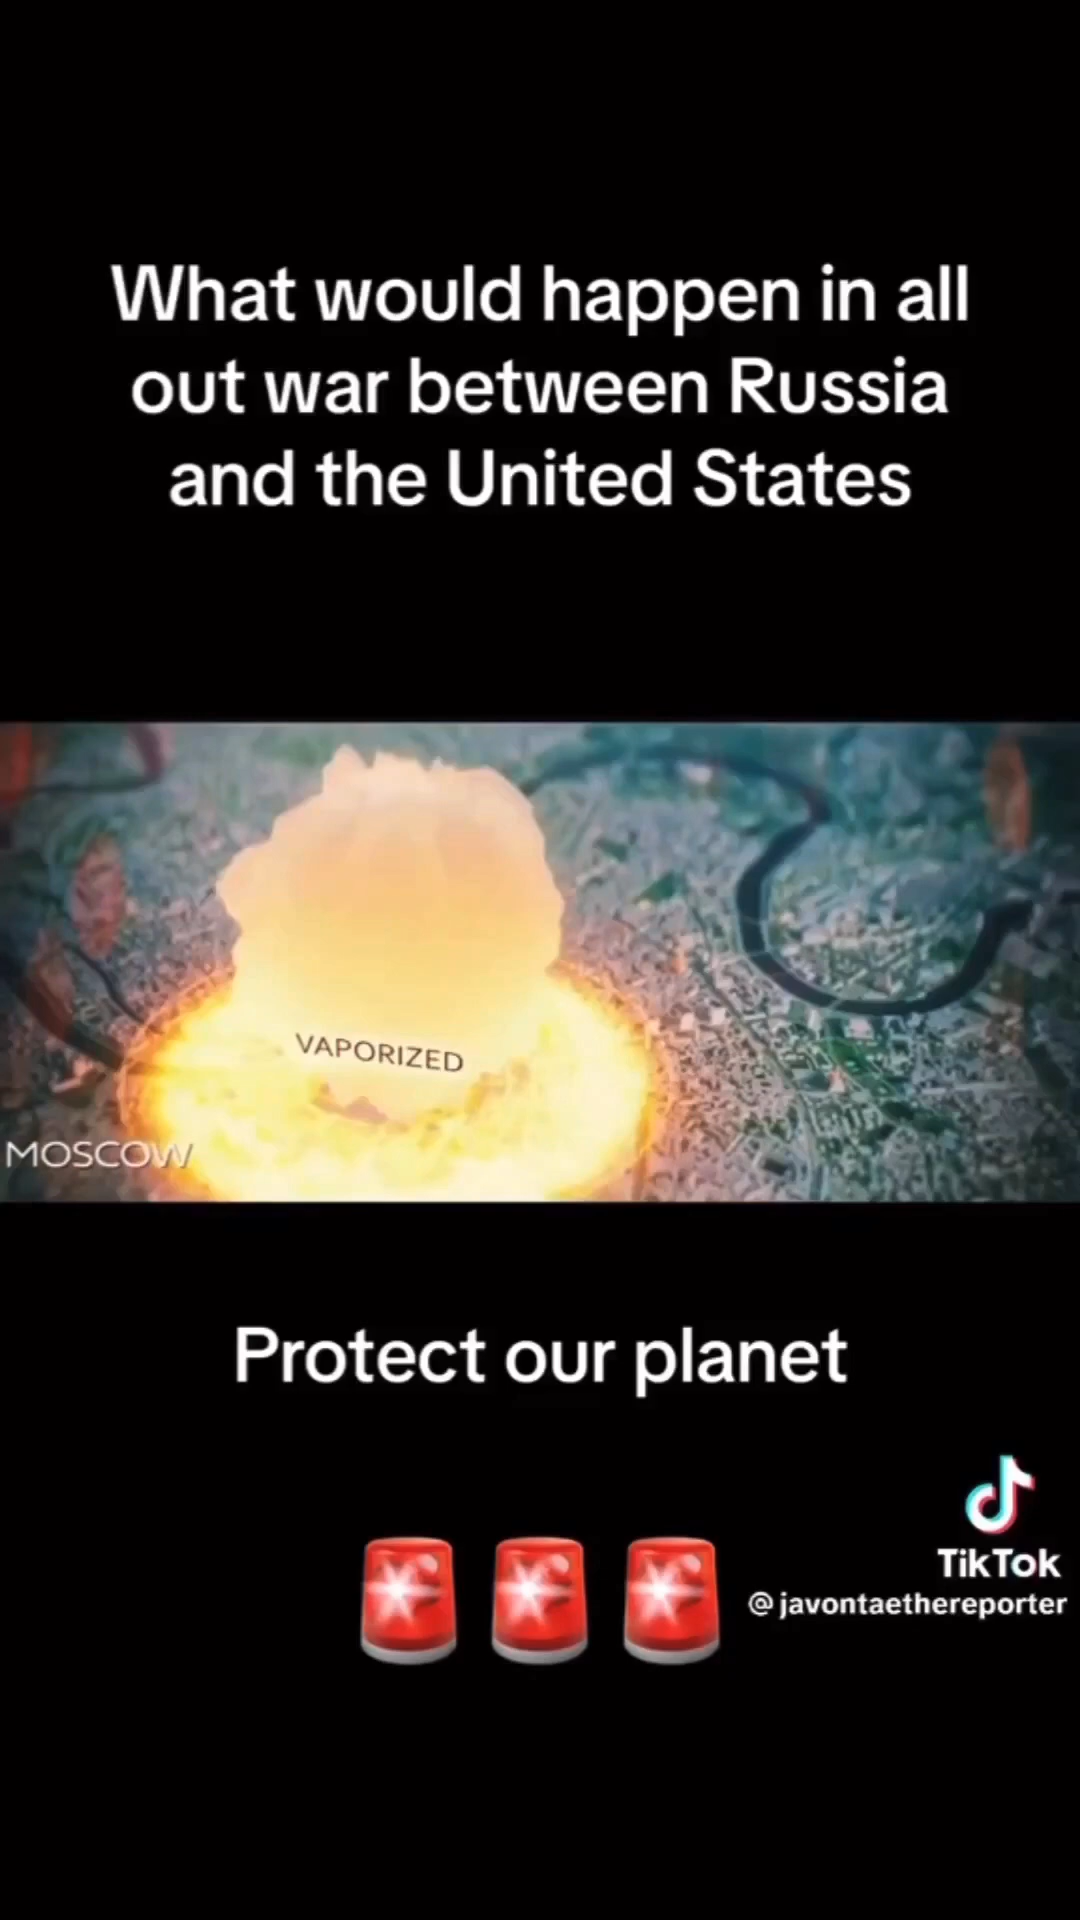 What would happen in all
out war between Russia
and the United States
VAPORIZED
MOSCOW
Protect our planet
TikTok
@javontaethereporter